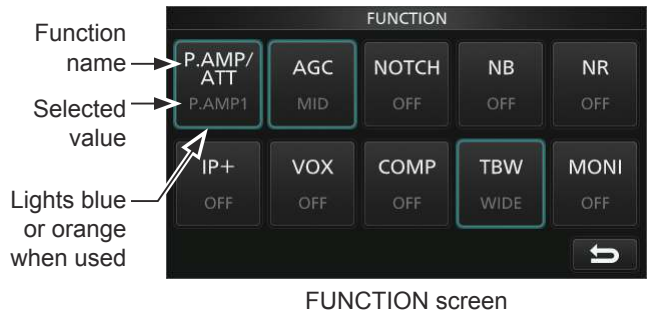 FUNCTION
Function
name
P.AMP/
ATT
AGC
NOTCH
NB
NR
Selected
value
P.AMP1
MID
OFF
OFF
OFF
IP+
VOX
COMP
TBW
MONI
Lights blue
or orange
when used
OFF
OFF
OFF
WIDE
OFF
FUNCTION screen